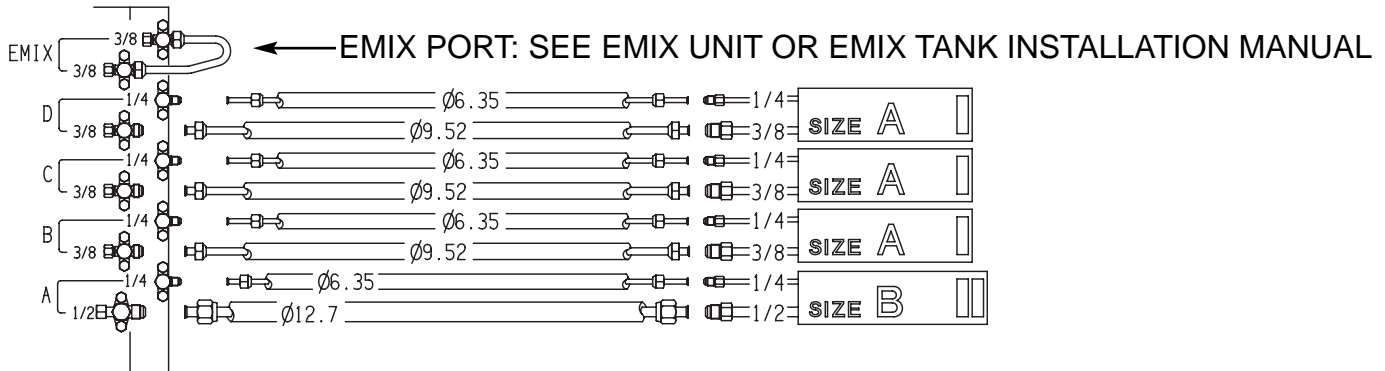 3/8
EMIX PORT: SEE EMIX UNIT OR EMIX TANK INSTALLATION MANUAL
EMIX
3/8
1/4 Ø6.35 1/4
D SIZE A
3/8 Ø9.52 3/8
1/4 Ø6.35 1/4
C SIZE A
3/8 Ø9.52 3/8
1/4 Ø6.35 1/4
B SIZE A
3/8 Ø9.52 3/8
1/4 Ø6.35 1/4
A SIZE B
1/2 Ø12.7 1/2